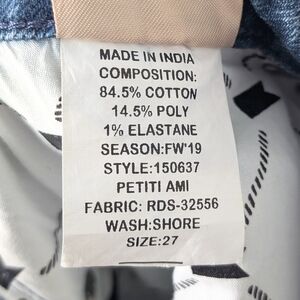 MADE IN INDIA
COMPOSITION:
84.5% COTTON
14.5% POLY
1% ELASTANE
SEASON:FW'19
STYLE:150637
PETITI AMI
FABRIC: RDS-32556
WASH:SHORE
SIZE:27